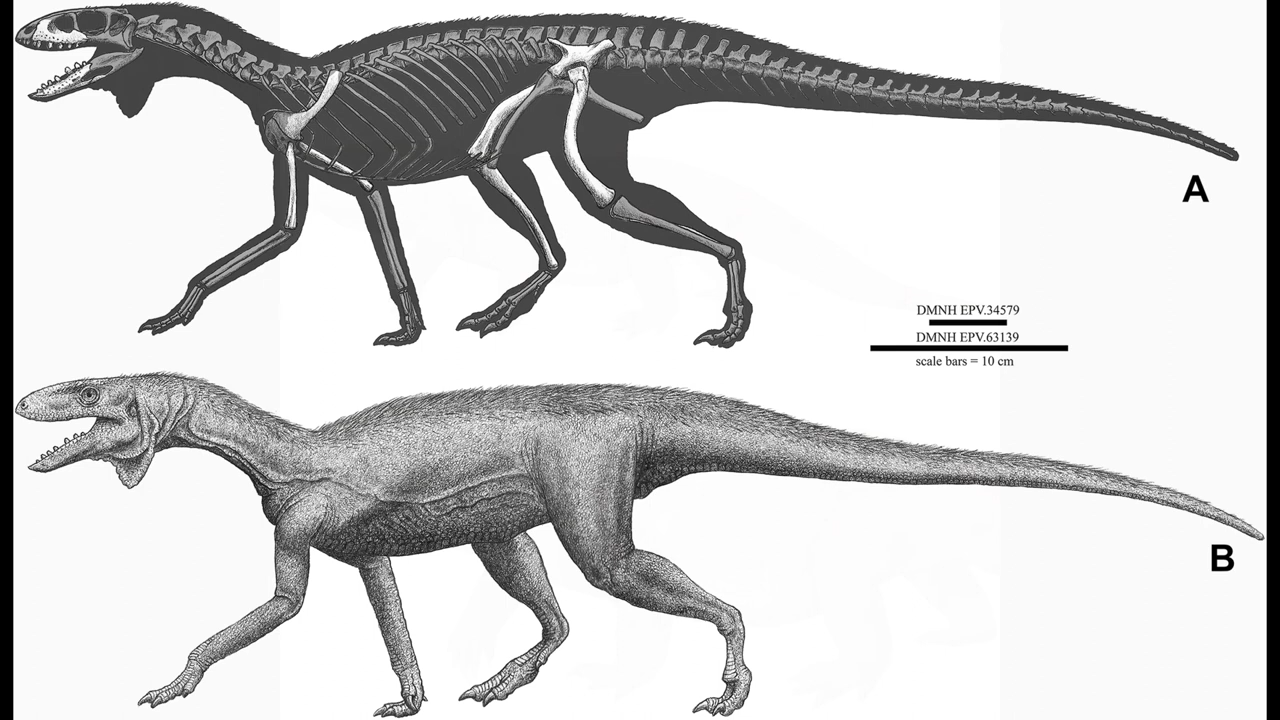 A
DMNH EPV.34579
DMNH EPV.63139
scale bars = 10 cm
B